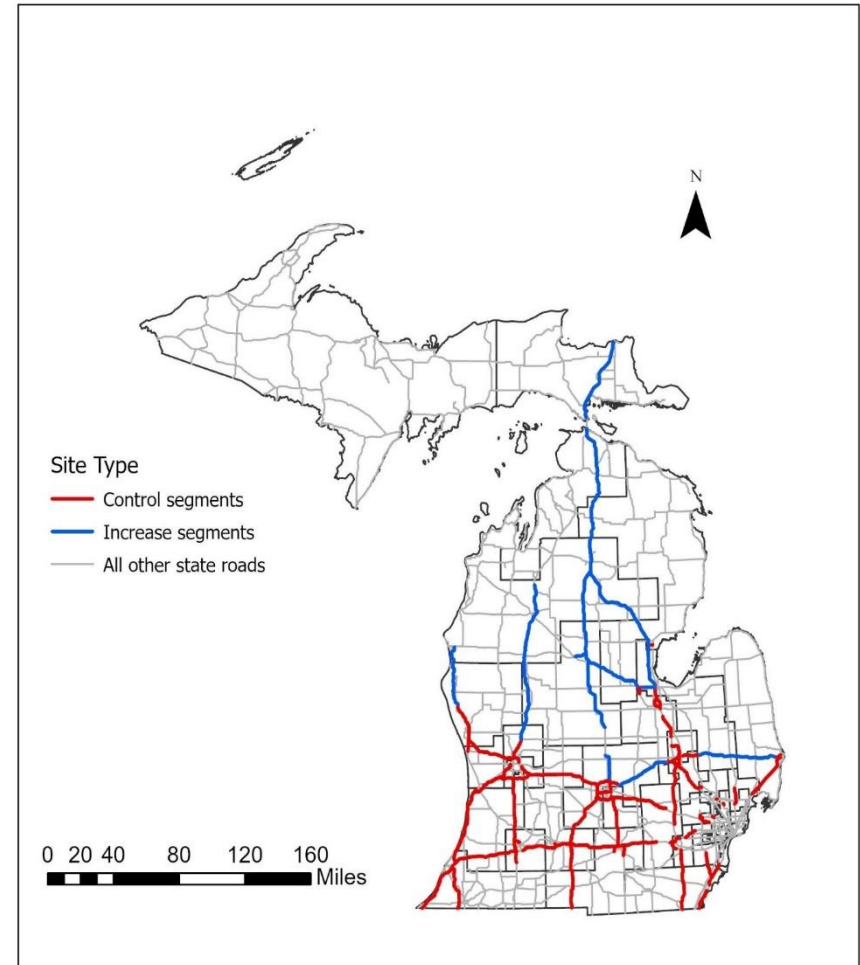 N
Site Type
Control segments
Increase segments
All other state roads
0 20 40 80 120 160
Miles